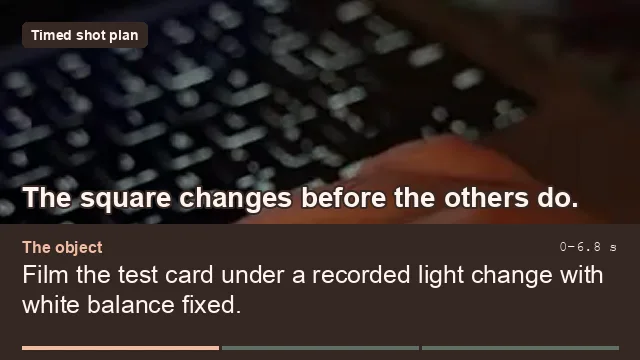 Timed shot plan
The square changes before the others do.
The object
0–6.8 s
Film the test card under a recorded light change with
white balance fixed.